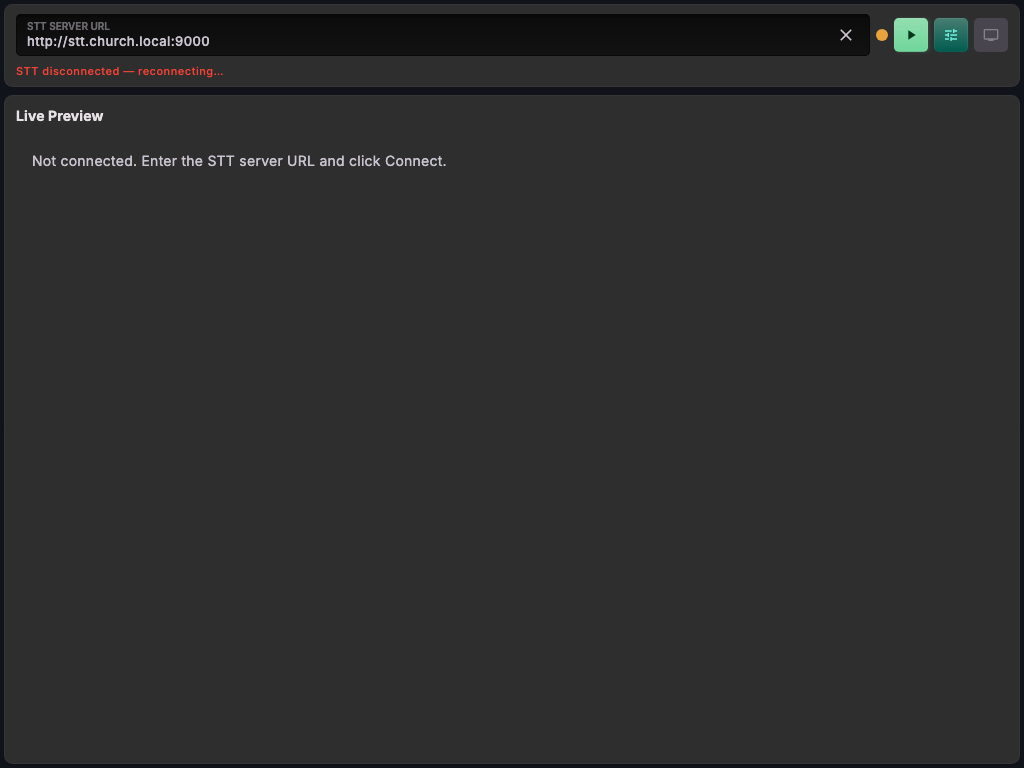 STT SERVER URL
http://stt.church.local:9000
STT disconnected — reconnecting...
Live Preview
Not connected. Enter the STT server URL and click Connect.